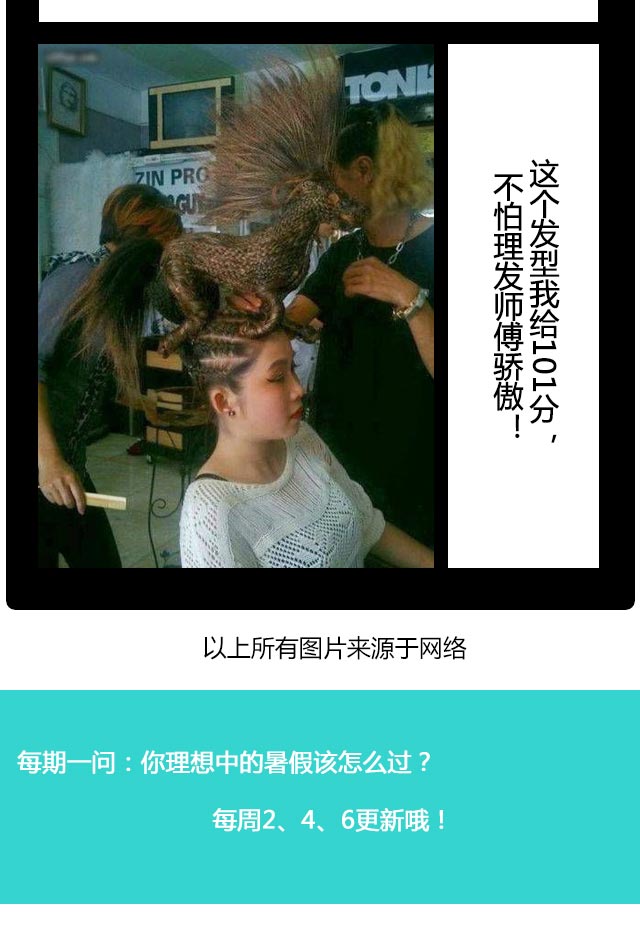 TONI&
ZIN PRO
AGUY
这个发型我给101分，
不怕理发师傅骄傲！
以上所有图片来源于网络
每期一问：你理想中的暑假该怎么过？
每周2、4、6更新哦！